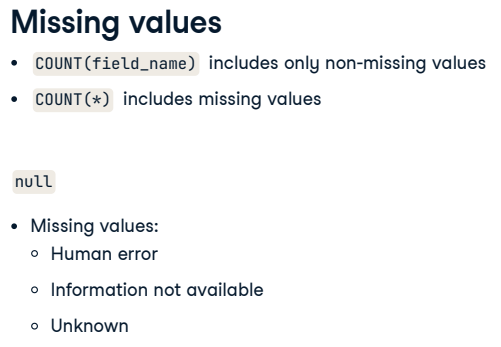 Missing values
• COUNT(field_name) includes only non-missing values
• COUNT(*) includes missing values
null
• Missing values:
○ Human error
○ Information not available
○ Unknown